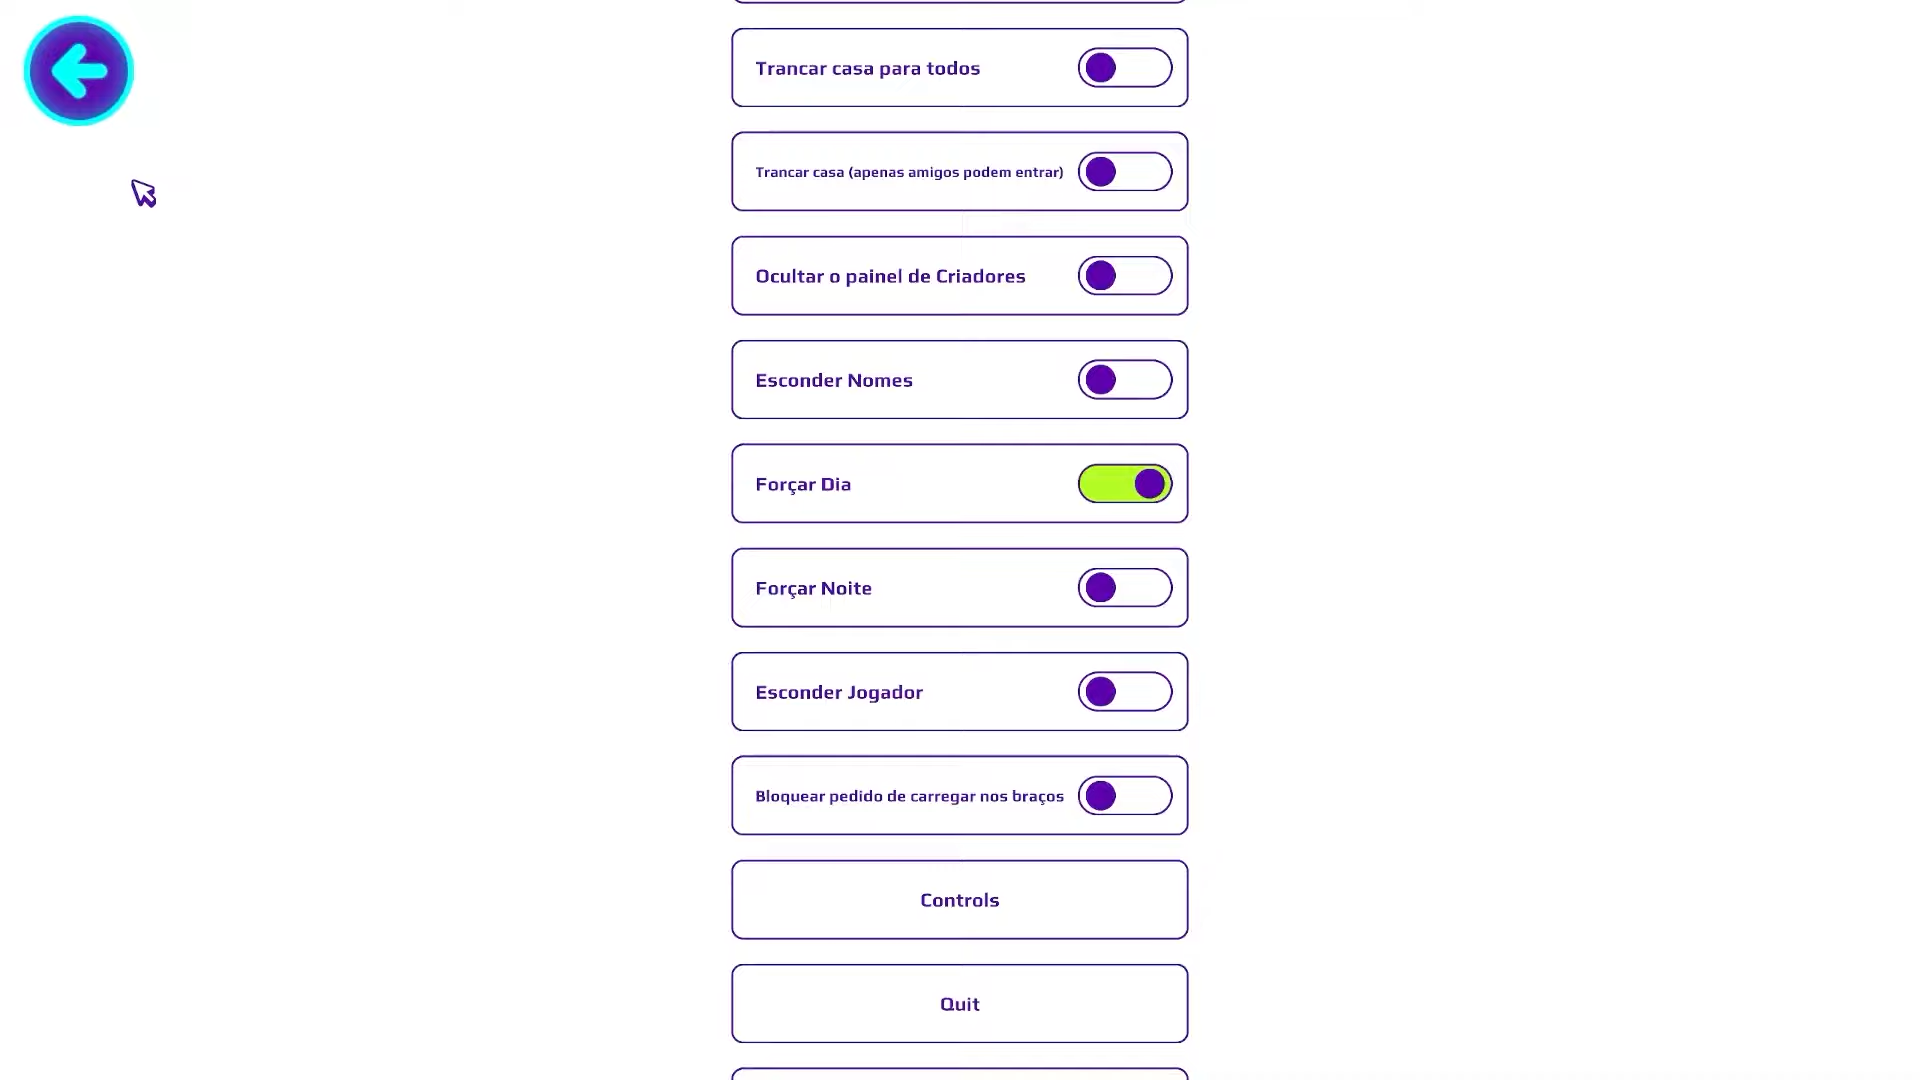 Trancar casa para todos
Trancar casa (apenas amigos podem entrar)
Ocultar o painel de Criadores
Esconder Nomes
Forçar Dia
Forçar Noite
Esconder Jogador
Bloquear pedido de carregar nos braços
Controls
Quit